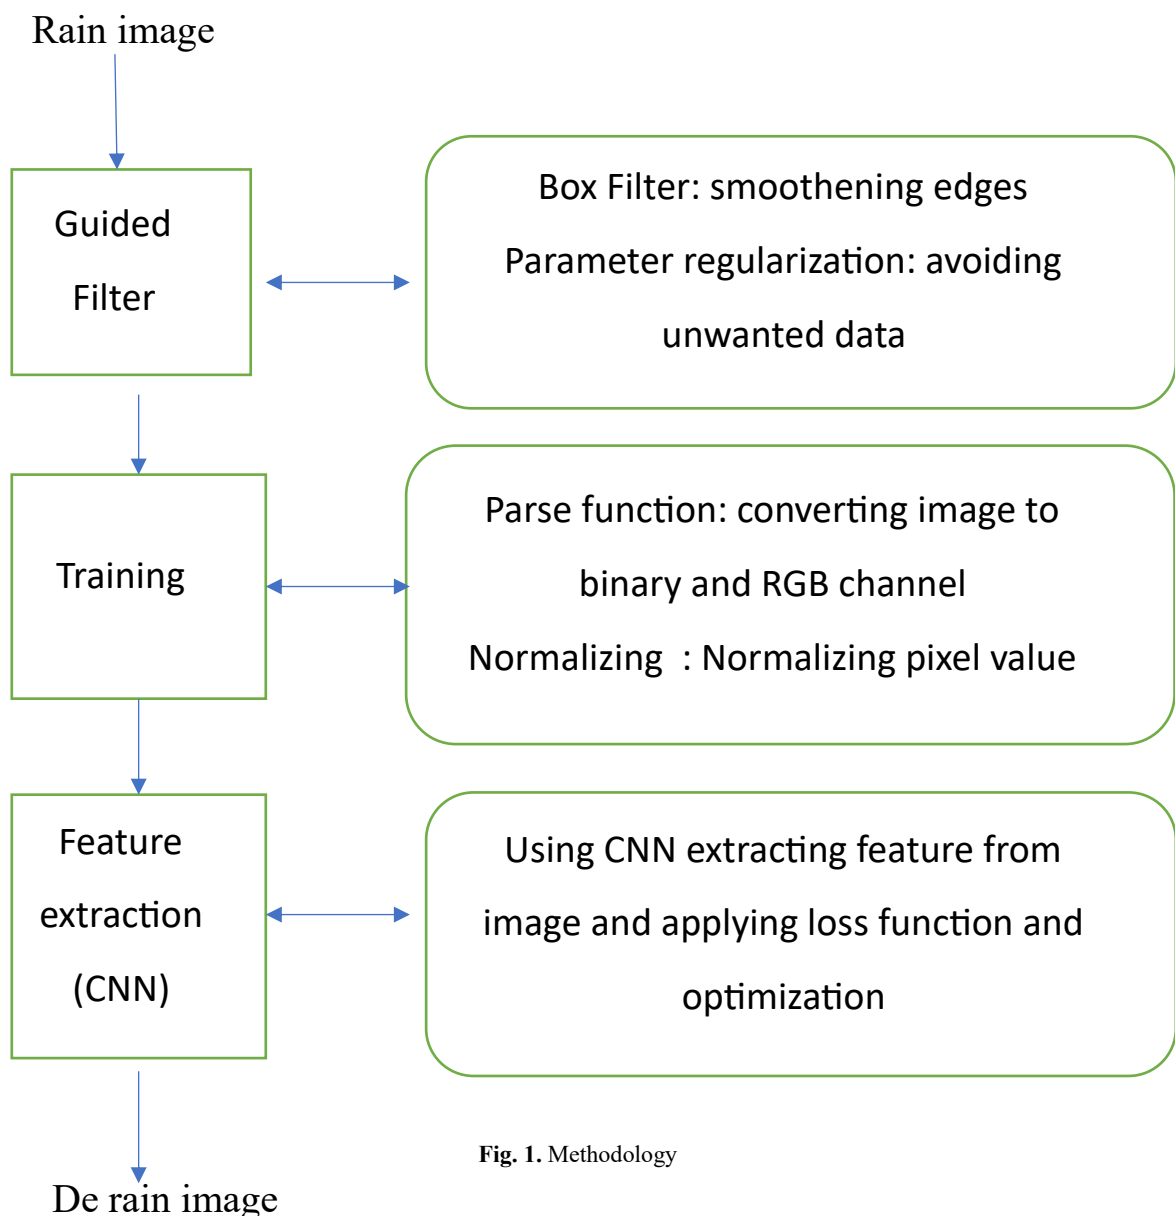 Rain image
Guided
Filter
Box Filter: smoothening edges
Parameter regularization: avoiding
unwanted data
Training
Parse function: converting image to
binary and RGB channel
Normalizing  : Normalizing pixel value
Feature
extraction
(CNN)
Using CNN extracting feature from
image and applying loss function and
optimization
Fig. 1. Methodology
De rain image